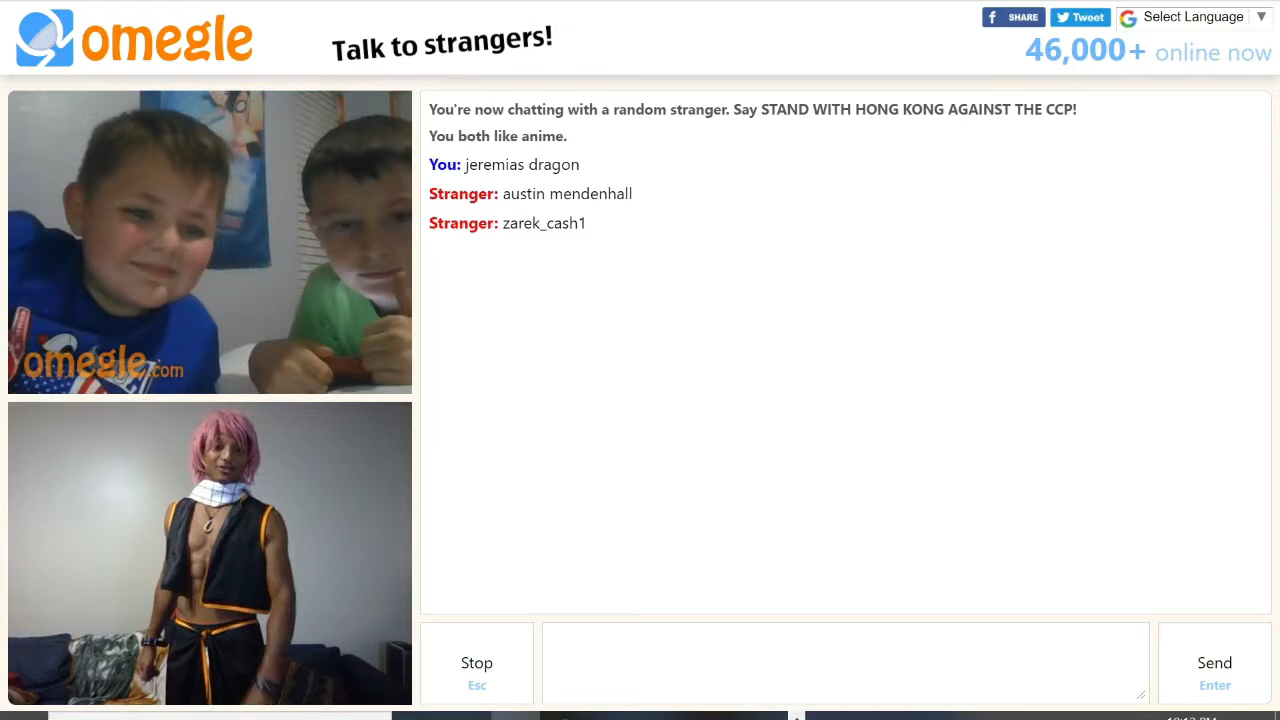 omegle
Talk to strangers!
SHARE
Tweet
Select Language ▼
46,000+ online now
You're now chatting with a random stranger. Say STAND WITH HONG KONG AGAINST THE CCP!
You both like anime.
You: jeremias dragon
Stranger: austin mendenhall
Stranger: zarek_cash1
omegle.com
Stop
Esc
Send
Enter